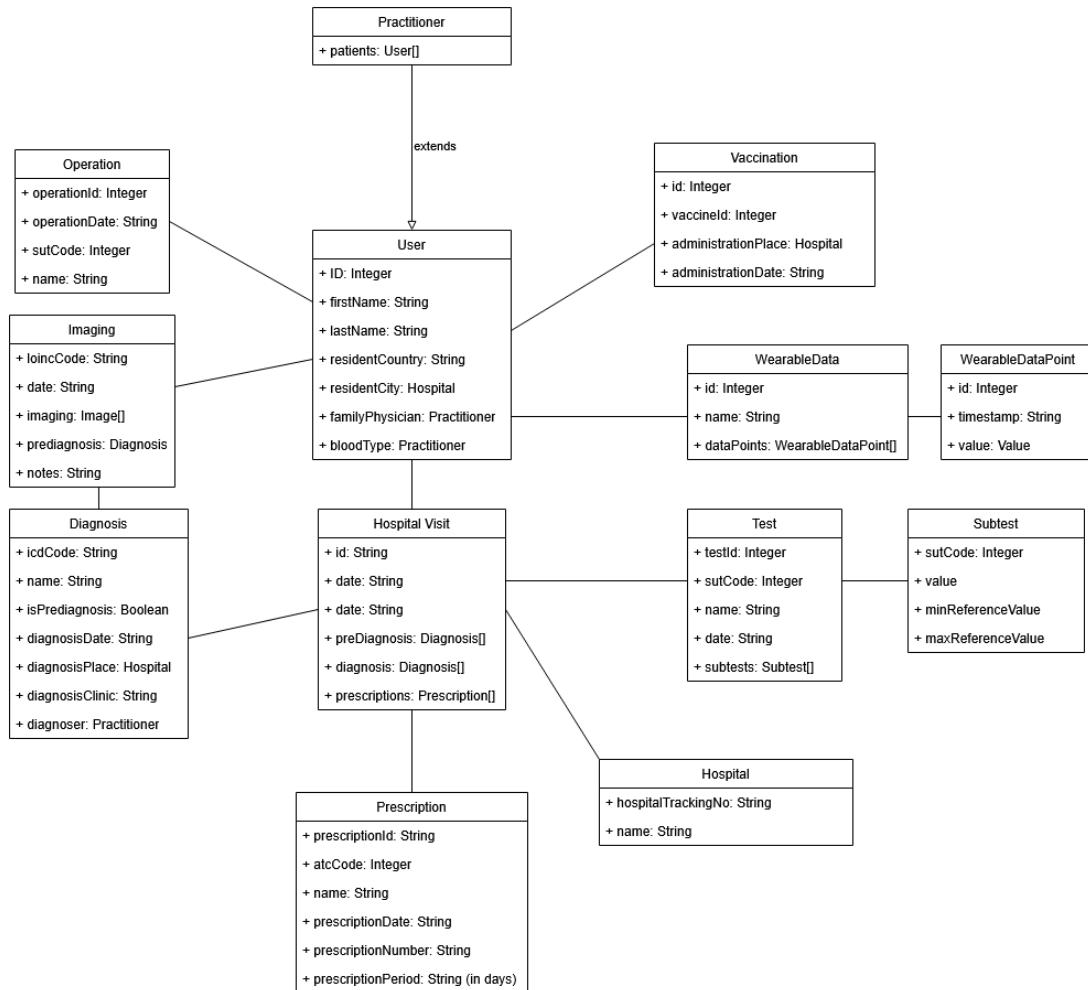 Practitioner
+ patients: User[]
extends
Operation
+ operationId: Integer
+ operationDate: String
+ sutCode: Integer
+ name: String
Vaccination
+ id: Integer
+ vaccineId: Integer
+ administrationPlace: Hospital
+ administrationDate: String
User
+ ID: Integer
+ firstName: String
+ lastName: String
+ residentCountry: String
+ residentCity: Hospital
+ familyPhysician: Practitioner
+ bloodType: Practitioner
Imaging
+ loincCode: String
+ date: String
+ imaging: Image[]
+ prediagnosis: Diagnosis
+ notes: String
WearableData
+ id: Integer
+ name: String
+ dataPoints: WearableDataPoint[]
WearableDataPoint
+ id: Integer
+ timestamp: String
+ value: Value
Diagnosis
+ icdCode: String
+ name: String
+ isPrediagnosis: Boolean
+ diagnosisDate: String
+ diagnosisPlace: Hospital
+ diagnosisClinic: String
+ diagnoser: Practitioner
Hospital Visit
+ id: String
+ date: String
+ date: String
+ preDiagnosis: Diagnosis[]
+ diagnosis: Diagnosis[]
+ prescriptions: Prescription[]
Test
+ testId: Integer
+ sutCode: Integer
+ name: String
+ date: String
+ subtests: Subtest[]
Subtest
+ sutCode: Integer
+ value
+ minReferenceValue
+ maxReferenceValue
Hospital
+ hospitalTrackingNo: String
+ name: String
Prescription
+ prescriptionId: String
+ atcCode: Integer
+ name: String
+ prescriptionDate: String
+ prescriptionNumber: String
+ prescriptionPeriod: String (in days)